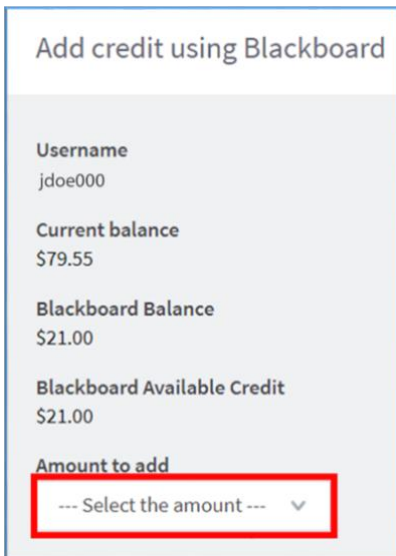 Add credit using Blackboard
Username
jdoe000
Current balance
$79.55
Blackboard Balance
$21.00
Blackboard Available Credit
$21.00
Amount to add
--- Select the amount ---